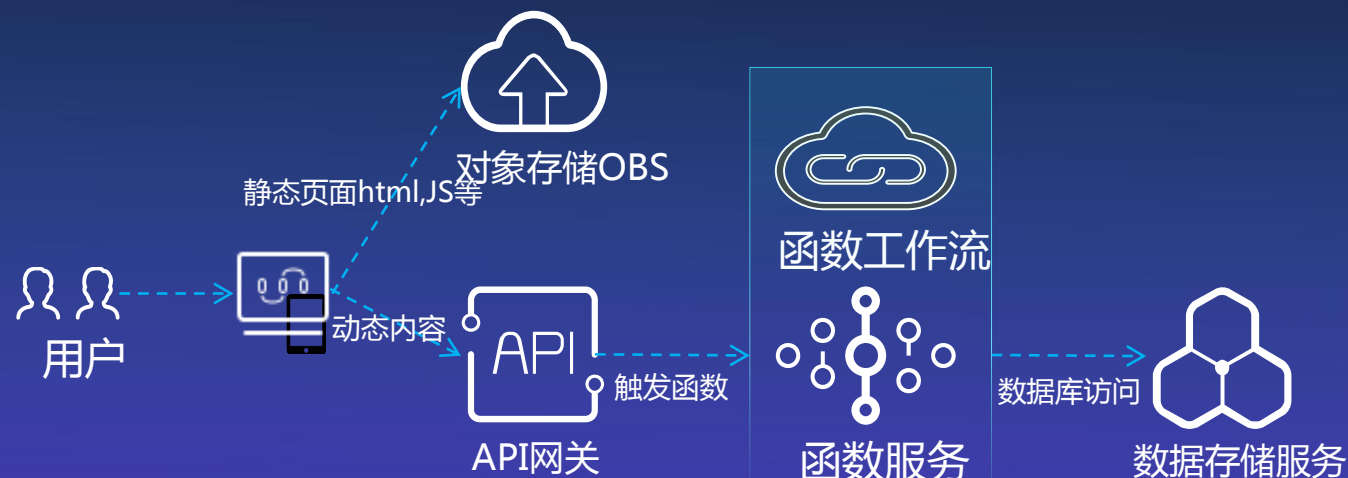 对象存储OBS
静态页面html,JS等
函数工作流
用户
动态内容
API
触发函数
数据库访问
API网关
函数服务
数据存储服务